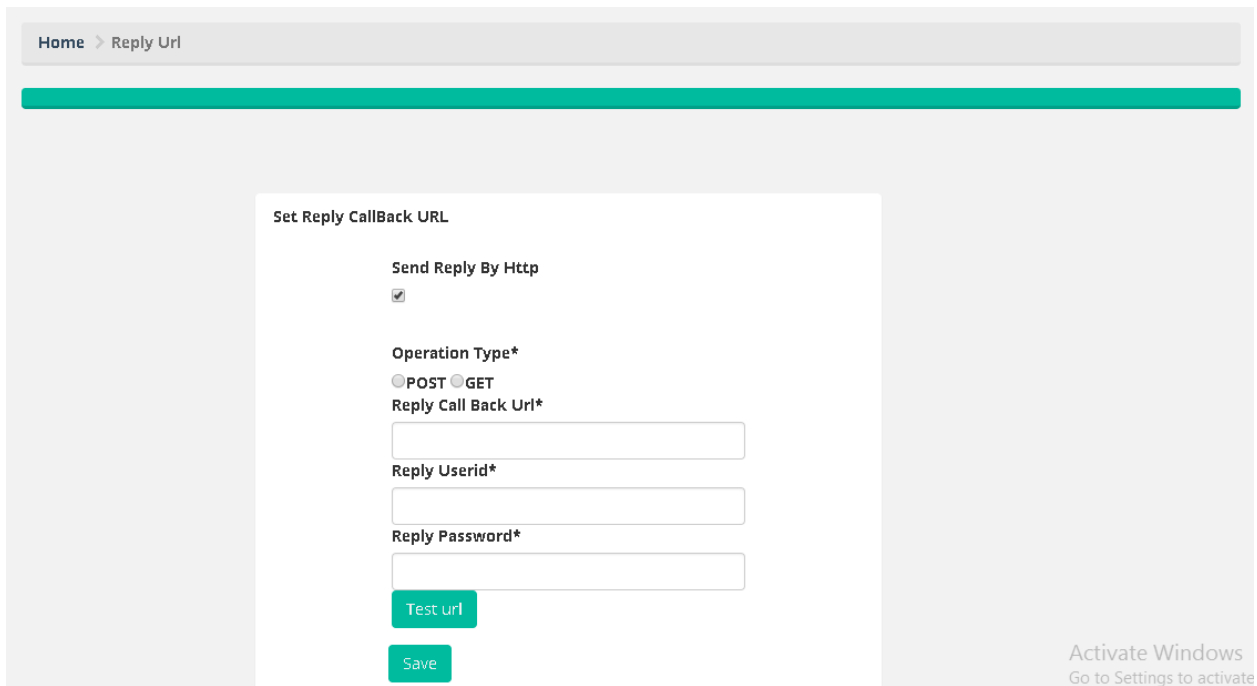 Home > Reply Url
Set Reply CallBack URL
Send Reply By Http
Operation Type*
POST GET
Reply Call Back Url*
Reply Userid*
Reply Password*
Test url
Save
Activate Windows
Go to Settings to activate